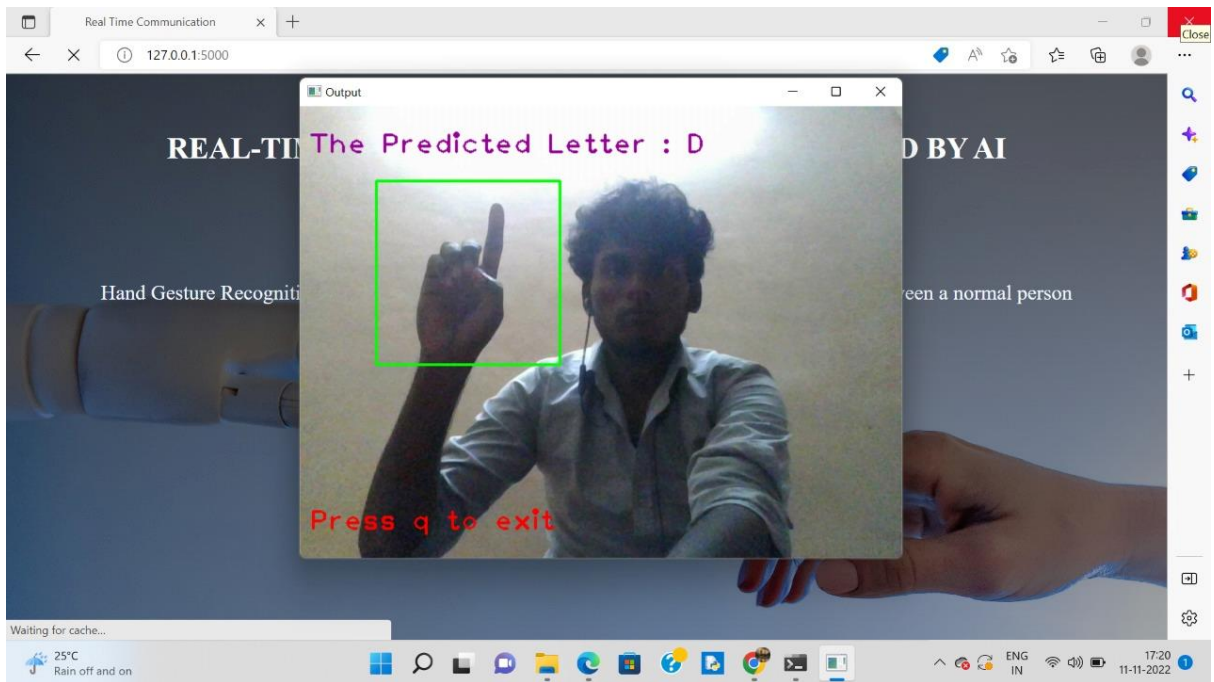 Real Time Communication
Close
127.0.0.1:5000
Output
REAL-TI
D BY AI
The Predicted Letter : D
Hand Gesture Recogniti
een a normal person
Press q to exit
Waiting for cache...
25°C
Rain off and on
ENG
IN
17:20
11-11-2022
1